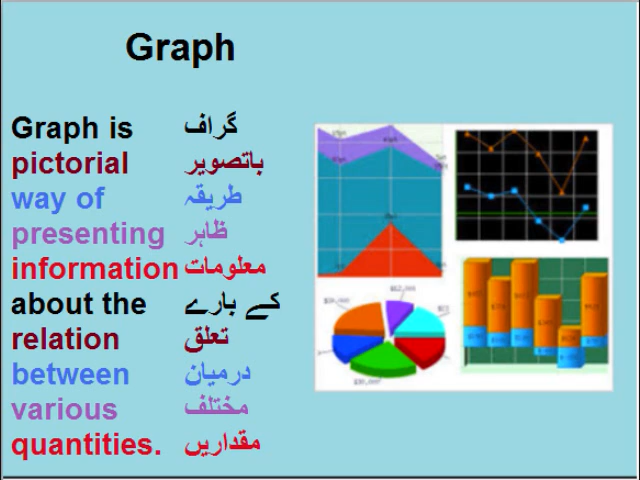 Graph
Graph is گراف
pictorial باتصویر
way of طریقہ
presenting ظاہر
information معلومات
about the کے بارے
relation تعلق
between درمیان
various مختلف
quantities. مقداریں